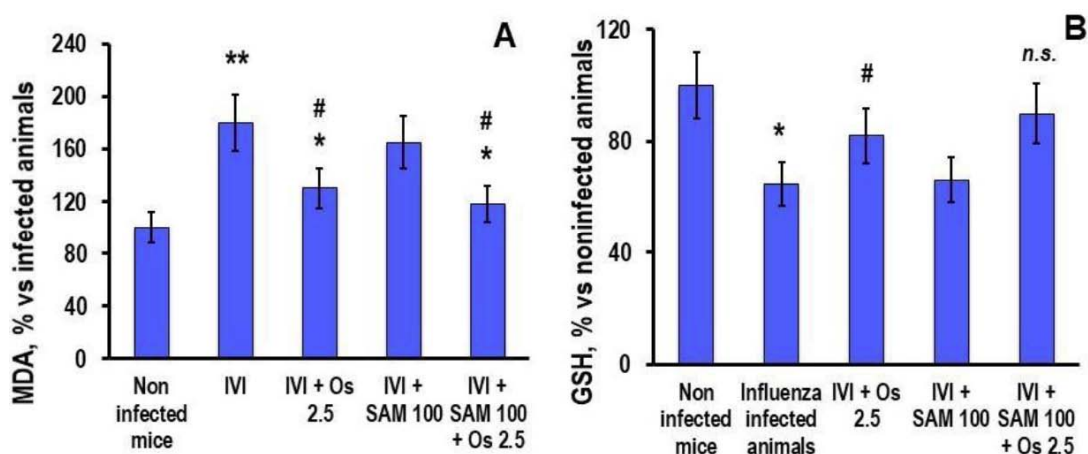 A
MDA, % vs infected animals
240
200
160
120
80
40
0
**
#
*
#
*
Non infected mice
IVI
IVI + Os 2.5
IVI + SAM 100
IVI + SAM 100 + Os 2.5
B
GSH, % vs noninfected animals
120
80
40
0
*
#
n.s.
Non infected mice
Influenza infected animals
IVI + Os 2.5
IVI + SAM 100
IVI + SAM 100 + Os 2.5